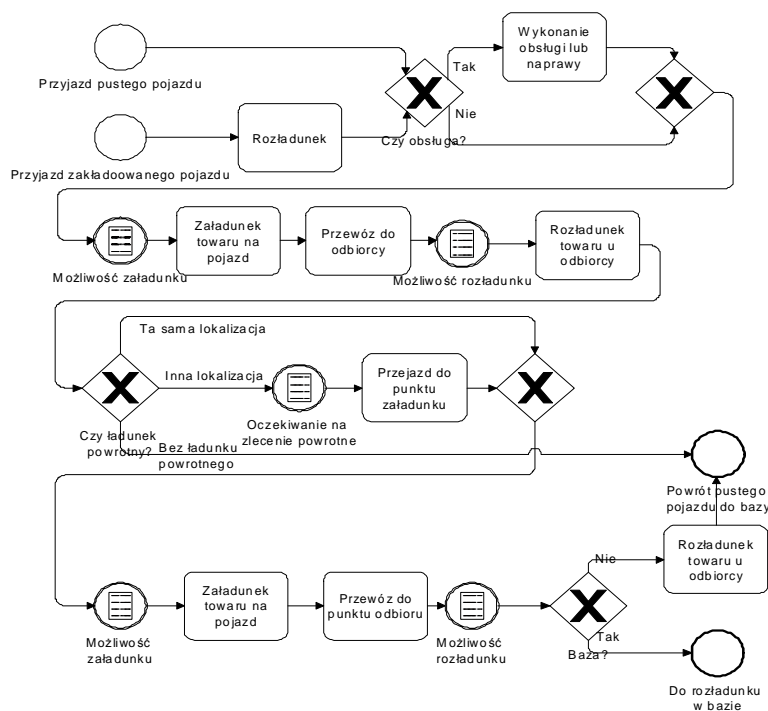 Wykonanie
obsługi lub
naprawy
Tak
Przyjazd pustego pojazdu
Nie
Rozładunek
Czy obsługa?
Przyjazd zakładoowanego pojazdu
Załadunek
towaru na
pojazd
Przewóz do
odbiorcy
Rozładunek
towaru u
odbiorcy
Możliwość załadunku
Możliwość rozładunku
Ta sama lokalizacja
Inna lokalizacja
Przejazd do
punktu
załadunku
Oczekiwanie na
zlecenie powrotne
Czy ładunek
powrotny?
Bez ładunku
powrotnego
Powrót pustego
pojazdu do bazy
Nie
Rozładunek
towaru u
odbiorcy
Załadunek
towaru na
pojazd
Przewóz do
punktu odbioru
Możliwość
załadunku
Możliwość
rozładunku
Tak
Baza?
Do rozładunku
w bazie